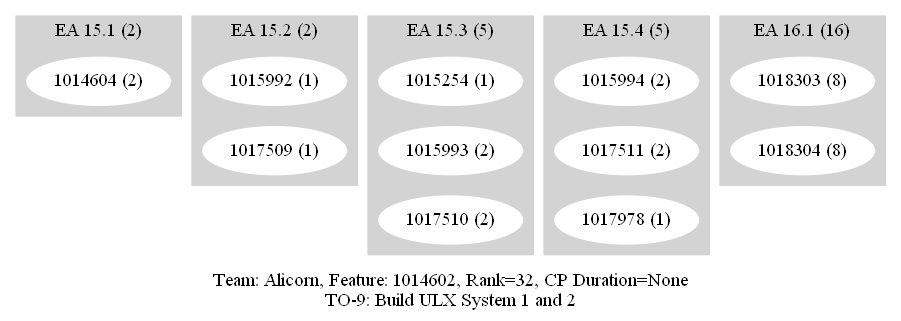 EA 15.1 (2)
1014604 (2)
EA 15.2 (2)
1015992 (1)
1017509 (1)
EA 15.3 (5)
1015254 (1)
1015993 (2)
1017510 (2)
EA 15.4 (5)
1015994 (2)
1017511 (2)
1017978 (1)
EA 16.1 (16)
1018303 (8)
1018304 (8)
Team: Alicorn, Feature: 1014602, Rank=32, CP Duration=None
TO-9: Build ULX System 1 and 2